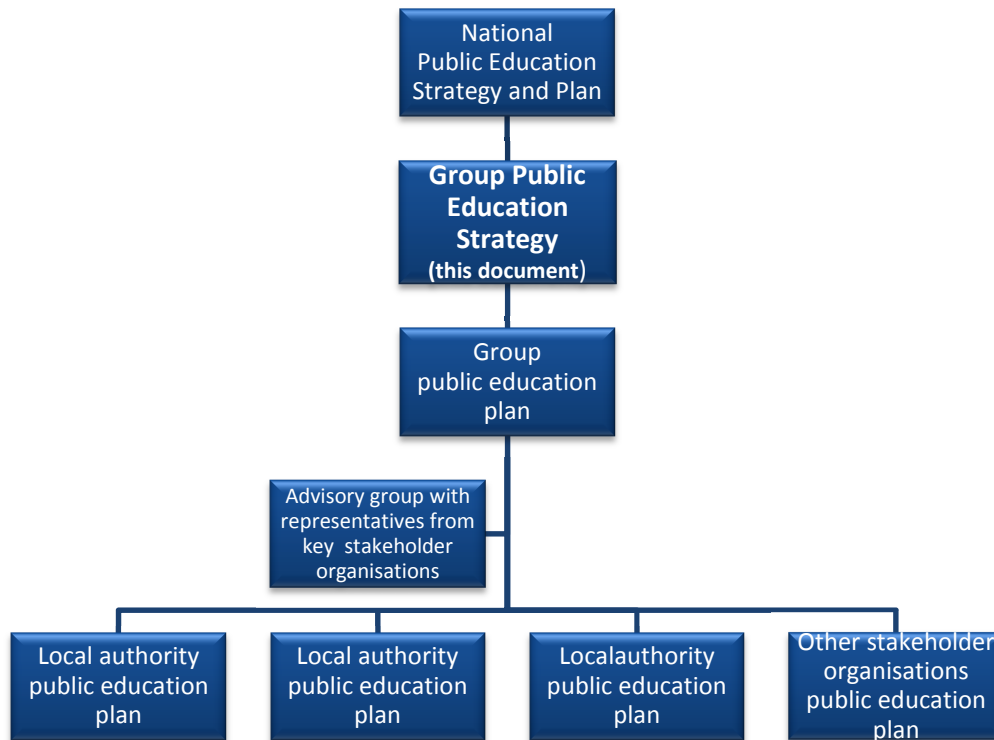 National
Public Education
Strategy and Plan
Group Public
Education
Strategy
(this document)
Group
public education
plan
Advisory group with
representatives from
key stakeholder
organisations
Local authority
public education
plan
Local authority
public education
plan
Localauthority
public education
plan
Other stakeholder
organisations
public education
plan